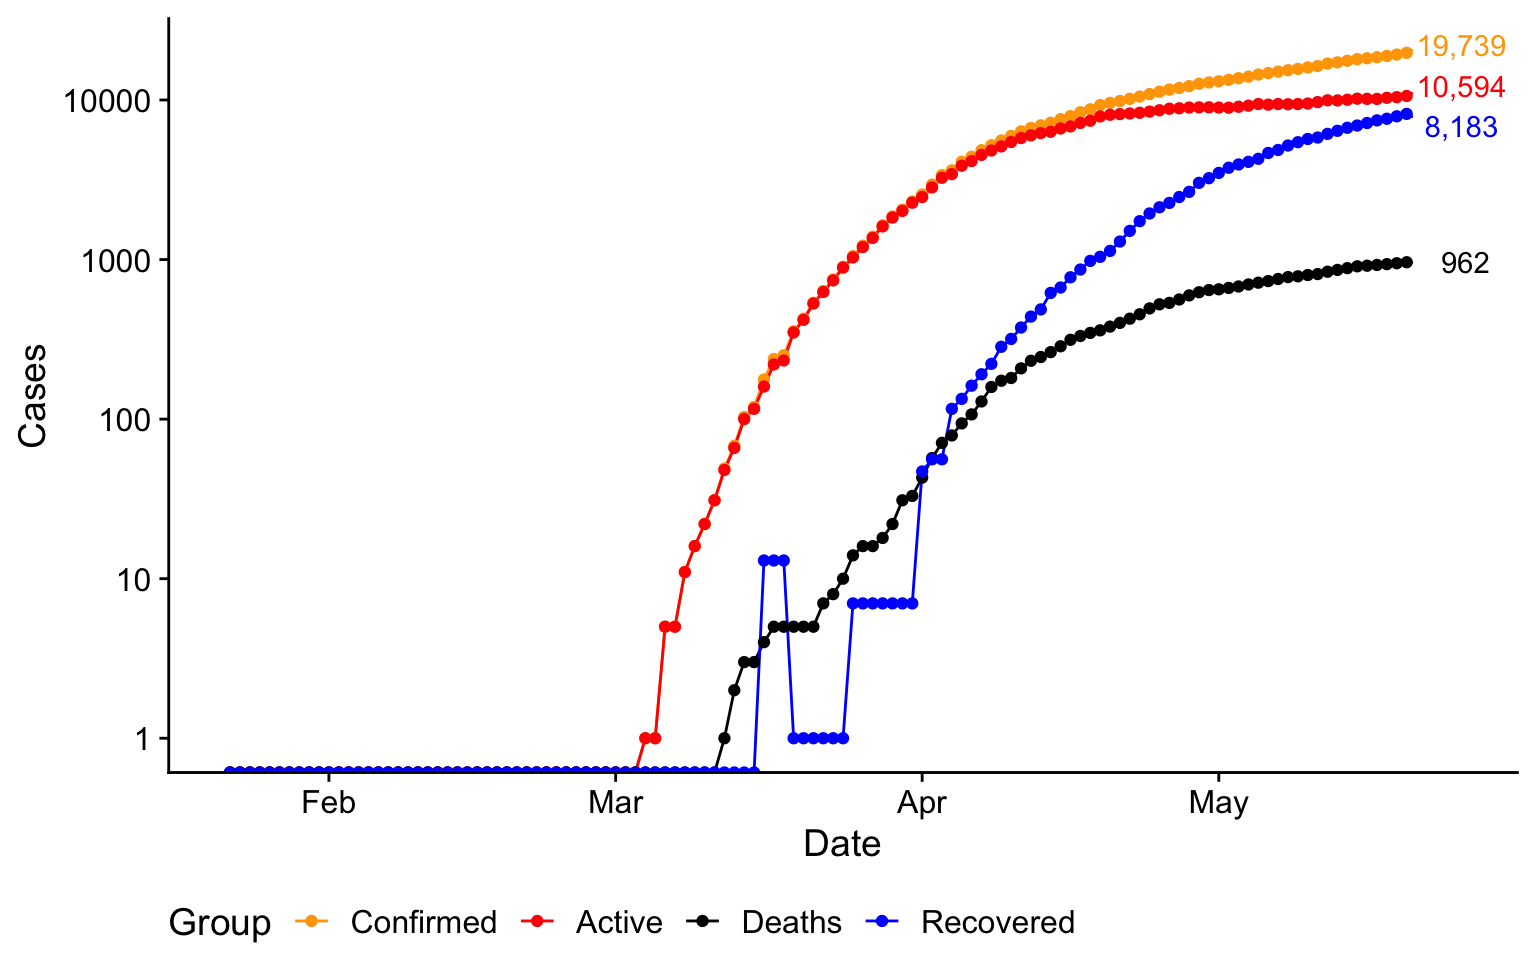 19,739
10,594
8,183
962
10000
1000
100
10
1
Cases
Feb Mar Apr May
Date
Group Confirmed Active Deaths Recovered